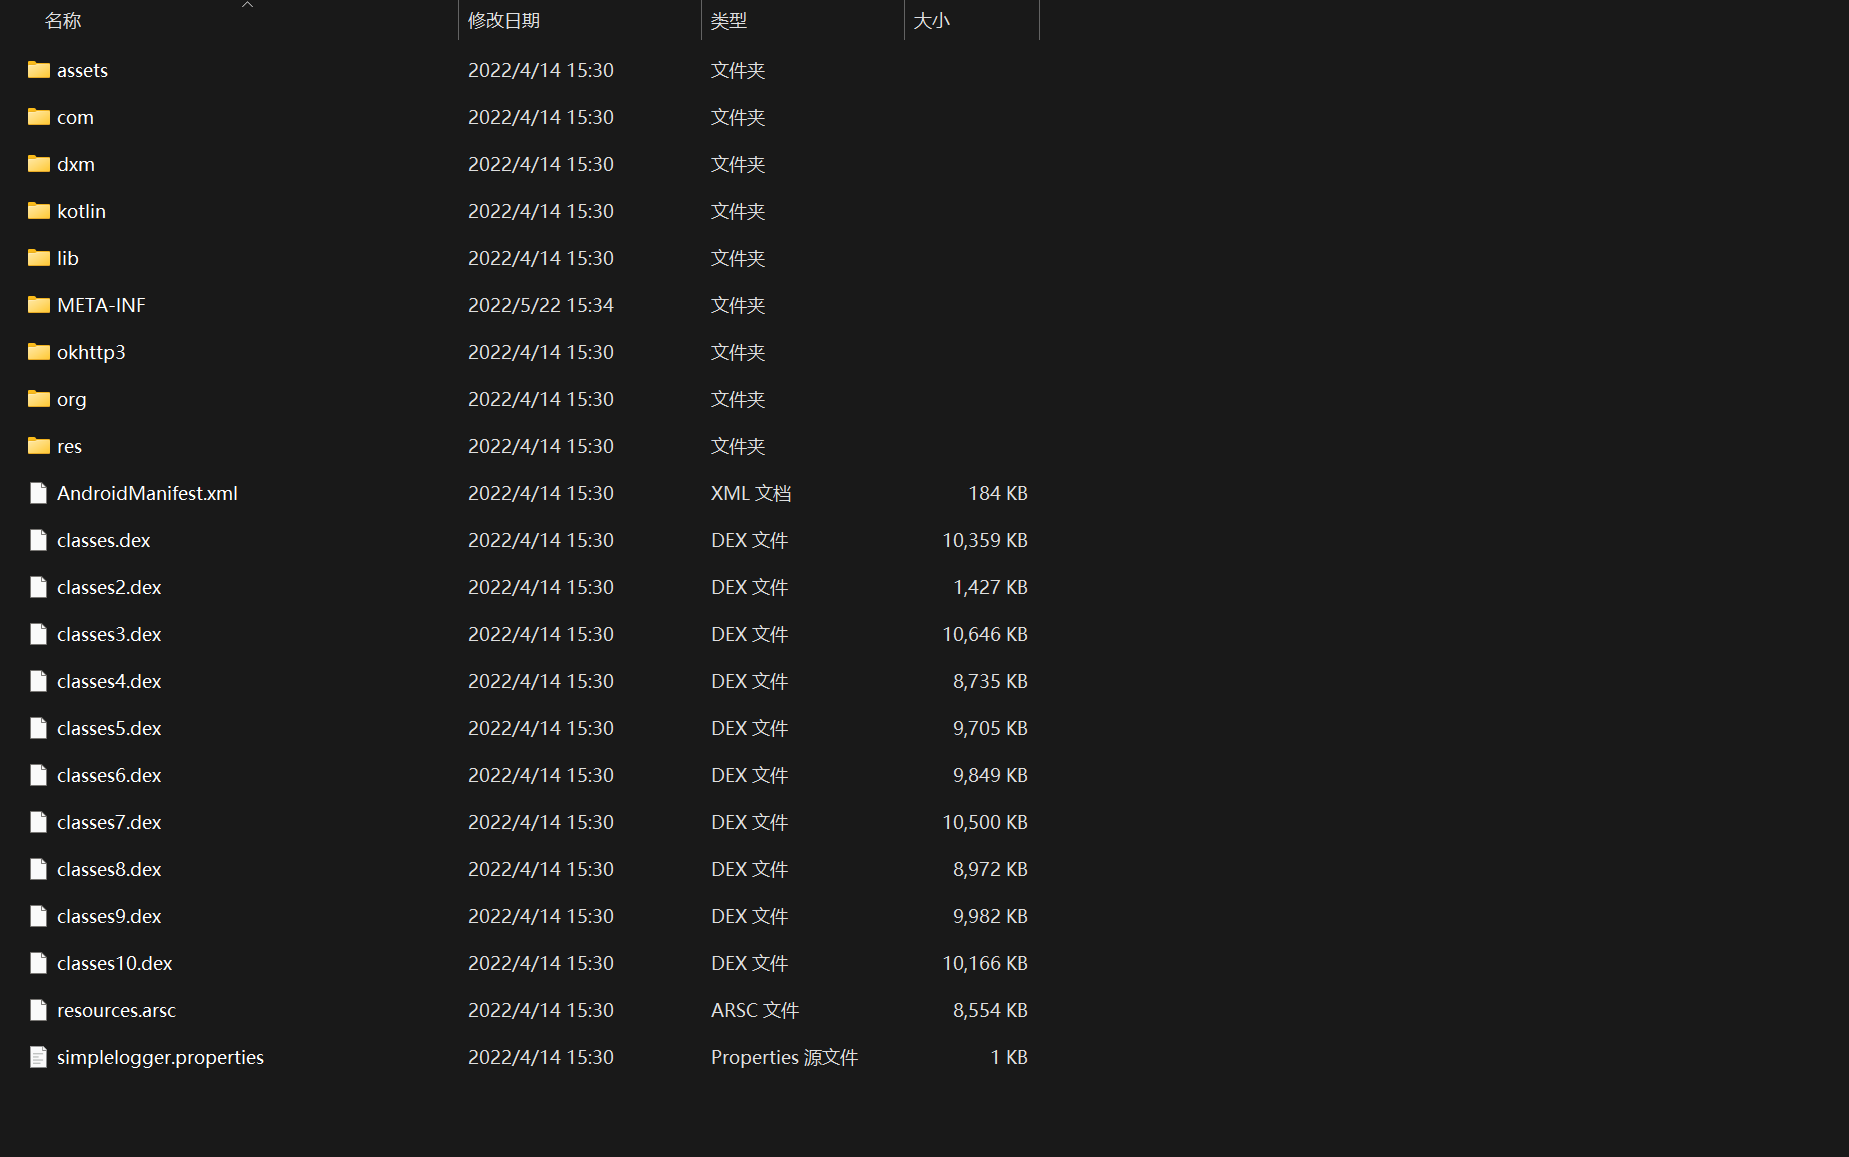 名称 修改日期 类型 大小
assets 2022/4/14 15:30 文件夹
com 2022/4/14 15:30 文件夹
dxm 2022/4/14 15:30 文件夹
kotlin 2022/4/14 15:30 文件夹
lib 2022/4/14 15:30 文件夹
META-INF 2022/5/22 15:34 文件夹
okhttp3 2022/4/14 15:30 文件夹
org 2022/4/14 15:30 文件夹
res 2022/4/14 15:30 文件夹
AndroidManifest.xml 2022/4/14 15:30 XML 文档 184 KB
classes.dex 2022/4/14 15:30 DEX 文件 10,359 KB
classes2.dex 2022/4/14 15:30 DEX 文件 1,427 KB
classes3.dex 2022/4/14 15:30 DEX 文件 10,646 KB
classes4.dex 2022/4/14 15:30 DEX 文件 8,735 KB
classes5.dex 2022/4/14 15:30 DEX 文件 9,705 KB
classes6.dex 2022/4/14 15:30 DEX 文件 9,849 KB
classes7.dex 2022/4/14 15:30 DEX 文件 10,500 KB
classes8.dex 2022/4/14 15:30 DEX 文件 8,972 KB
classes9.dex 2022/4/14 15:30 DEX 文件 9,982 KB
classes10.dex 2022/4/14 15:30 DEX 文件 10,166 KB
resources.arsc 2022/4/14 15:30 ARSC 文件 8,554 KB
simplelogger.properties 2022/4/14 15:30 Properties 源文件 1 KB